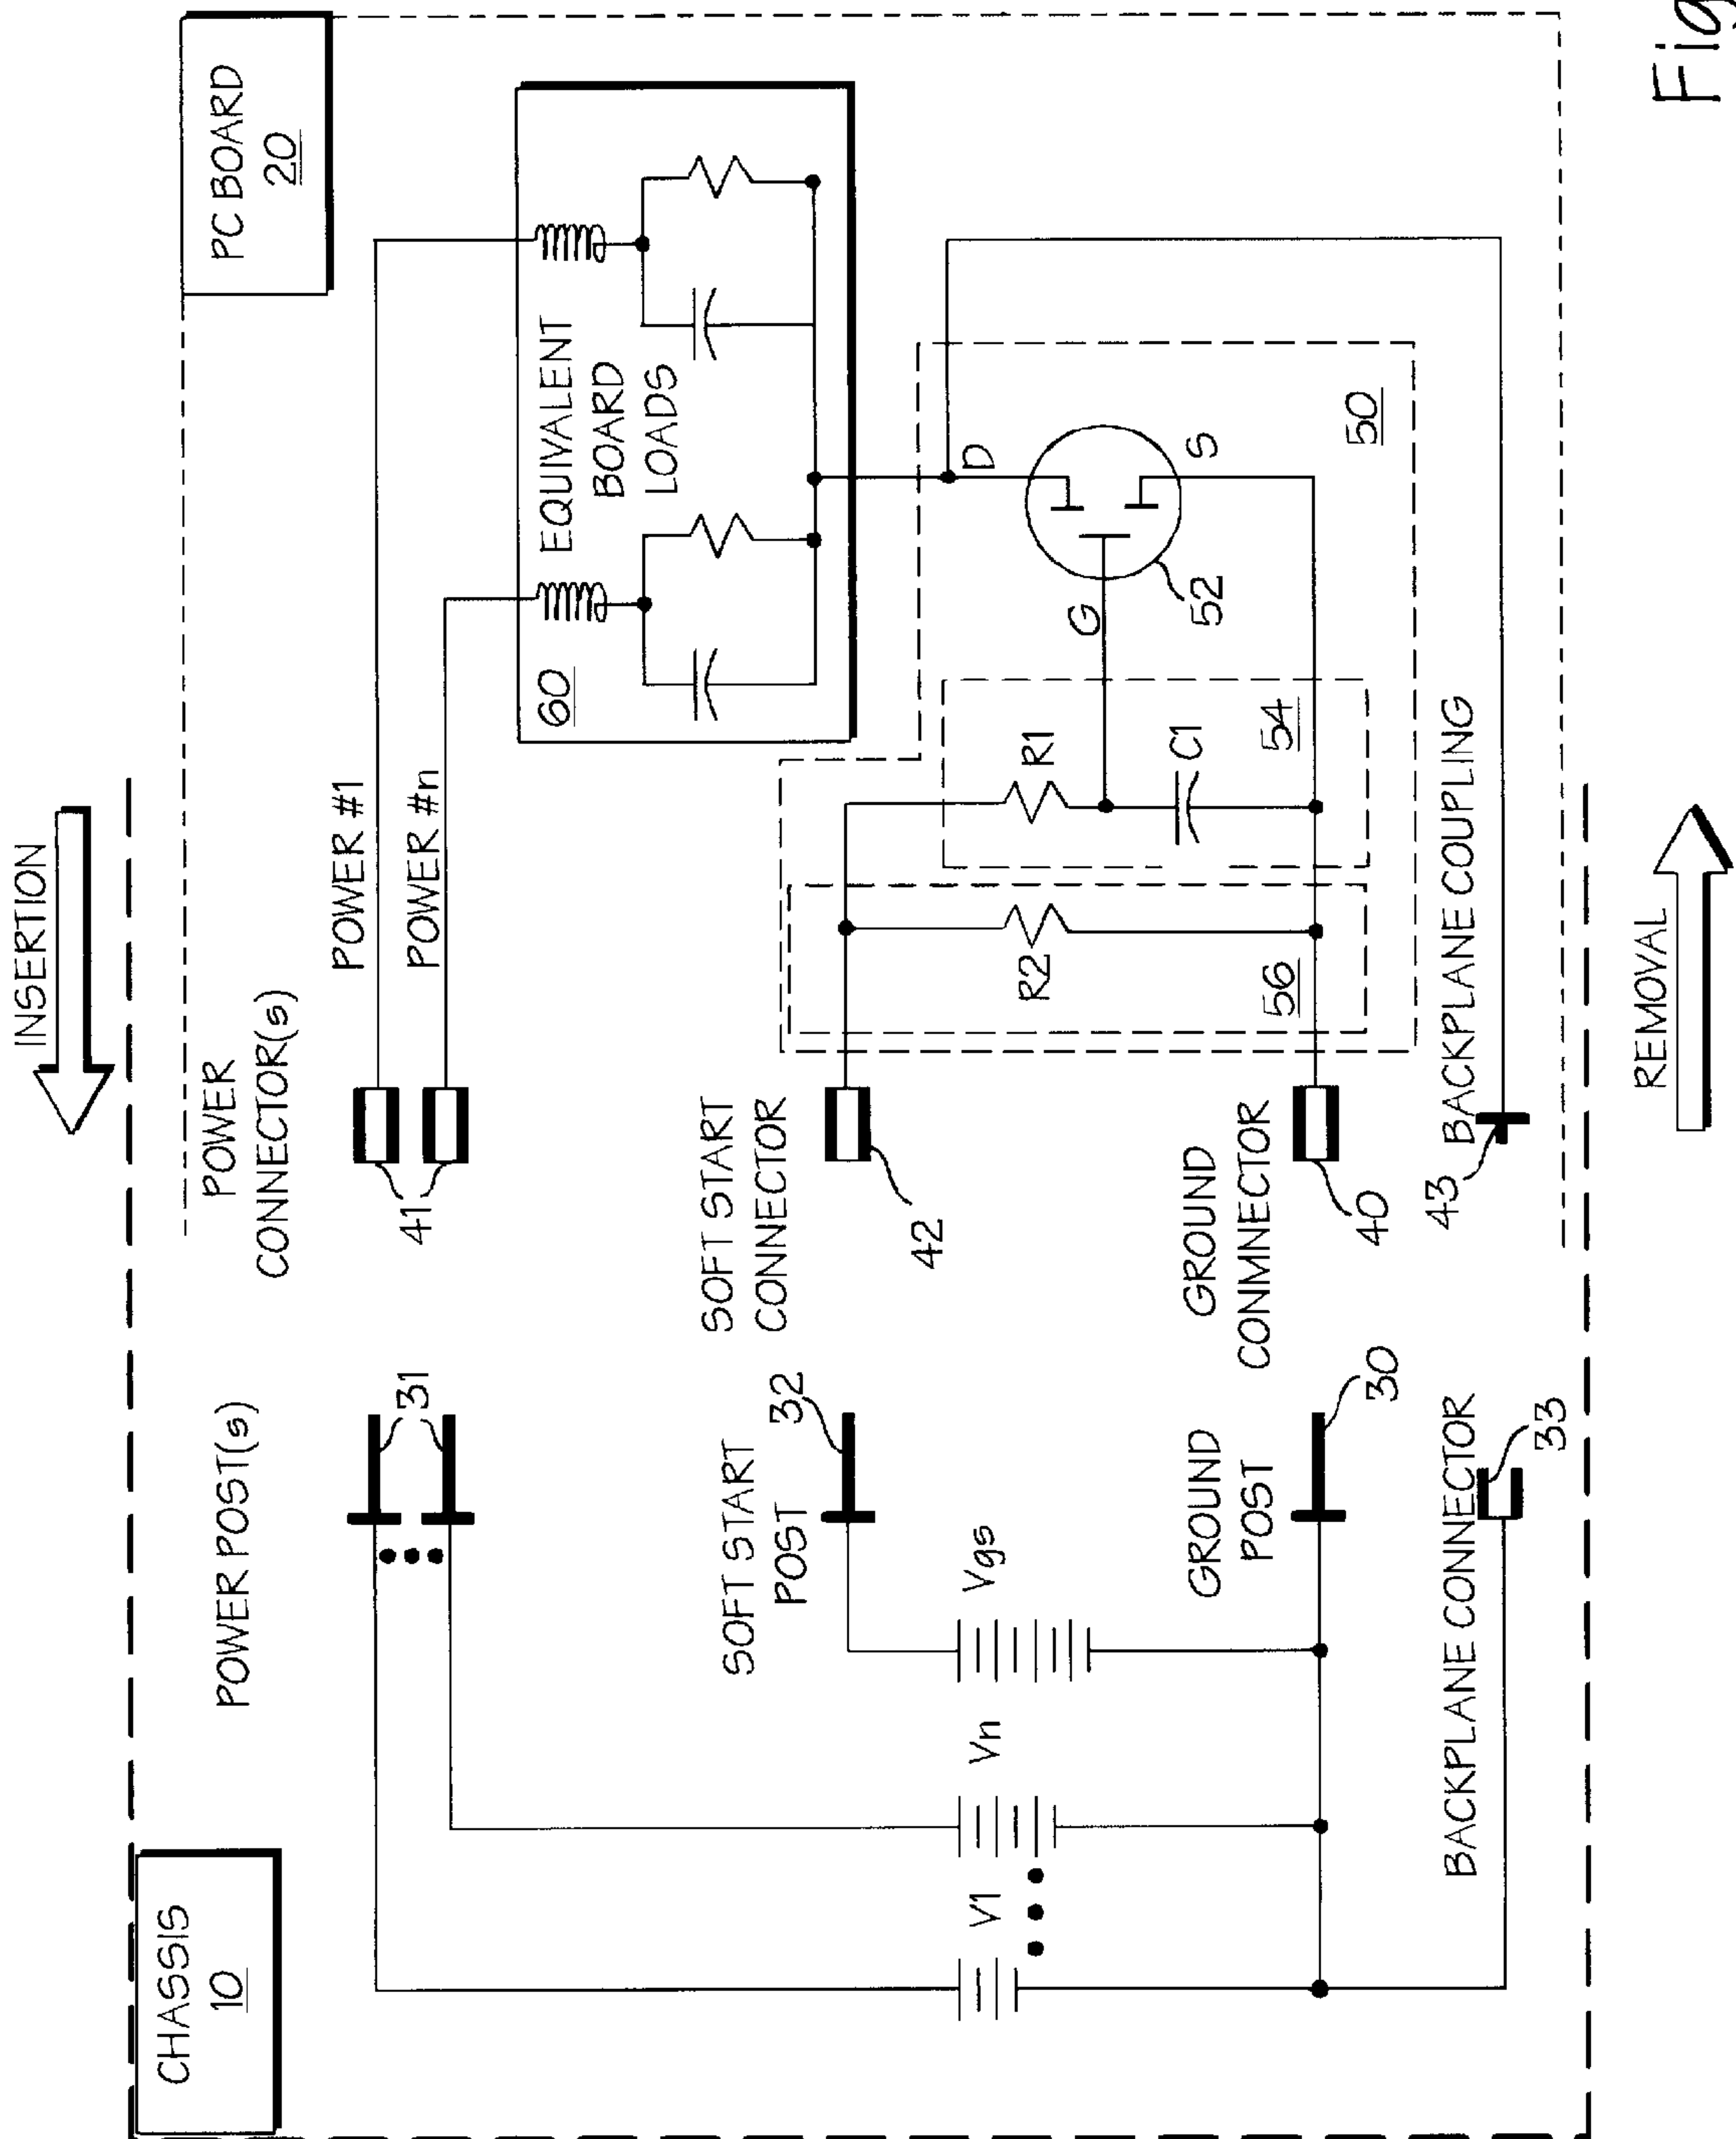 INSERTION
CHASSIS
10
PC BOARD
20
POWER POST(s)
POWER
CONNECTOR(s)
31
41
POWER #1
POWER #n
60
EQUIVALENT
BOARD
LOADS
SOFT START
POST
32
SOFT START
CONNECTOR
42
V1
Vn
Vgs
R2
R1
C1
G
D
S
52
50
54
56
GROUND
POST
30
GROUND
CONMNECTOR
40
BACKPLANE CONNECTOR
33
43
BACKPLANE COUPLING
REMOVAL
Fig